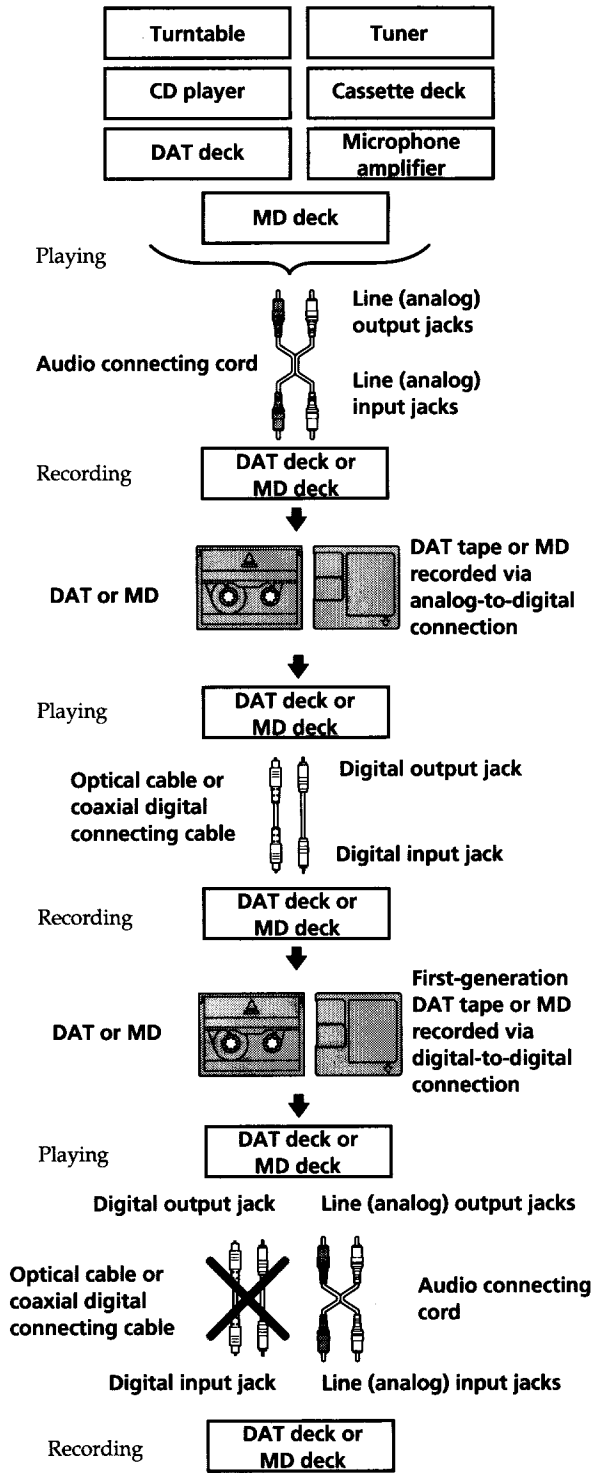 Turntable
Tuner
CD player
Cassette deck
DAT deck
Microphone
amplifier
MD deck
Playing
Line (analog)
output jacks
Audio connecting cord
Line (analog)
input jacks
Recording
DAT deck or
MD deck
DAT or MD
DAT tape or MD
recorded via
analog-to-digital
connection
Playing
DAT deck or
MD deck
Optical cable or
coaxial digital
connecting cable
Digital output jack
Digital input jack
Recording
DAT deck or
MD deck
DAT or MD
First-generation
DAT tape or MD
recorded via
digital-to-digital
connection
Playing
DAT deck or
MD deck
Digital output jack
Line (analog) output jacks
Optical cable or
coaxial digital
connecting cable
Audio connecting
cord
Digital input jack
Line (analog) input jacks
Recording
DAT deck or
MD deck